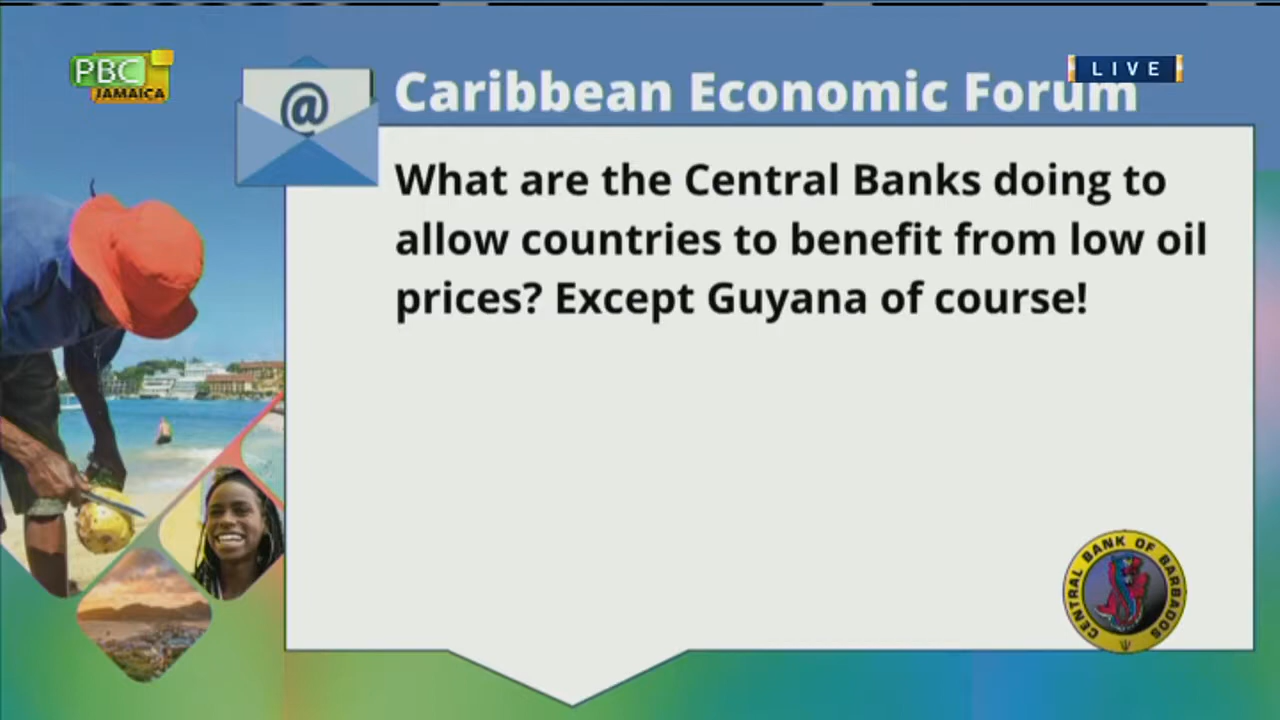 PBC
JAMAICA
LIVE
@
Caribbean Economic Forum
What are the Central Banks doing to
allow countries to benefit from low oil
prices? Except Guyana of course!
CENTRAL BANK OF BARBADOS